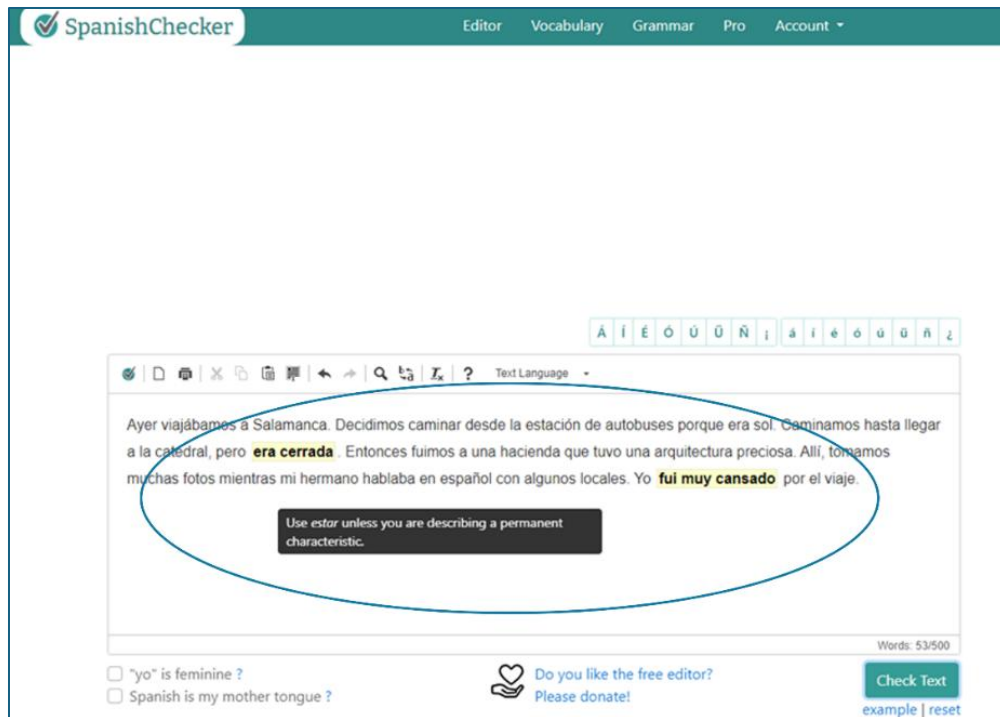 SpanishChecker Editor Vocabulary Grammar Pro Account
Á Í É Ó Ú Ü Ñ ¡ á í é ó ú ü ñ ¿
? Text Language
Ayer viajábamos a Salamanca. Decidimos caminar desde la estación de autobuses porque era sol. Caminamos hasta llegar
a la catedral, pero era cerrada . Entonces fuimos a una hacienda que tuvo una arquitectura preciosa. Allí, tomamos
muchas fotos mientras mi hermano hablaba en español con algunos locales. Yo fui muy cansado por el viaje.
Use estar unless you are describing a permanent
characteristic.
Words: 53/500
"yo" is feminine ?
Spanish is my mother tongue ?
Do you like the free editor?
Please donate!
Check Text
example | reset